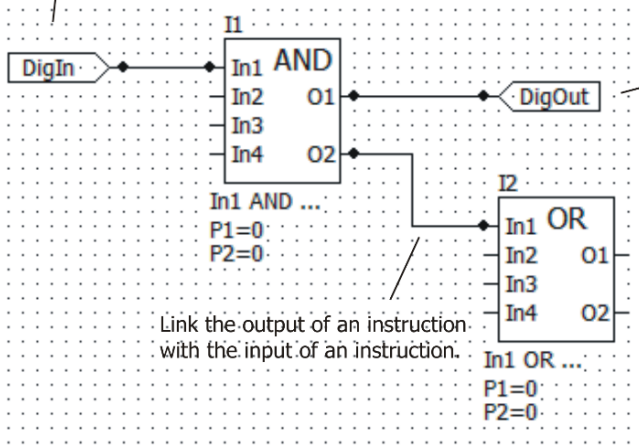 I1
AND
DigIn
In1
In2
In3
In4
O1
O2
DigOut
In1 AND ...
P1=0
P2=0
I2
OR
In1
In2
In3
In4
O1
O2
Link the output of an instruction
with the input of an instruction.
In1 OR ...
P1=0
P2=0